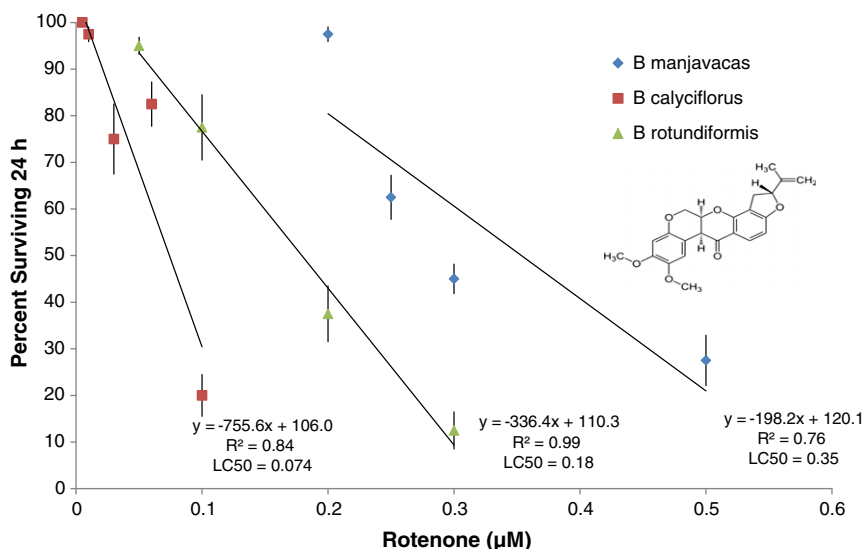 Percent Surviving 24 h
100
90
80
70
60
50
40
30
20
10
0
B manjavacas
B calyciflorus
B rotundiformis
CH₃
CH₂
H
H
O
O
O
H
O
H₃C
O
O
CH₃
y = -755.6x + 106.0
R² = 0.84
LC50 = 0.074
y = -336.4x + 110.3
R² = 0.99
LC50 = 0.18
y = -198.2x + 120.1
R² = 0.76
LC50 = 0.35
0
0.1
0.2
0.3
0.4
0.5
0.6
Rotenone (µM)